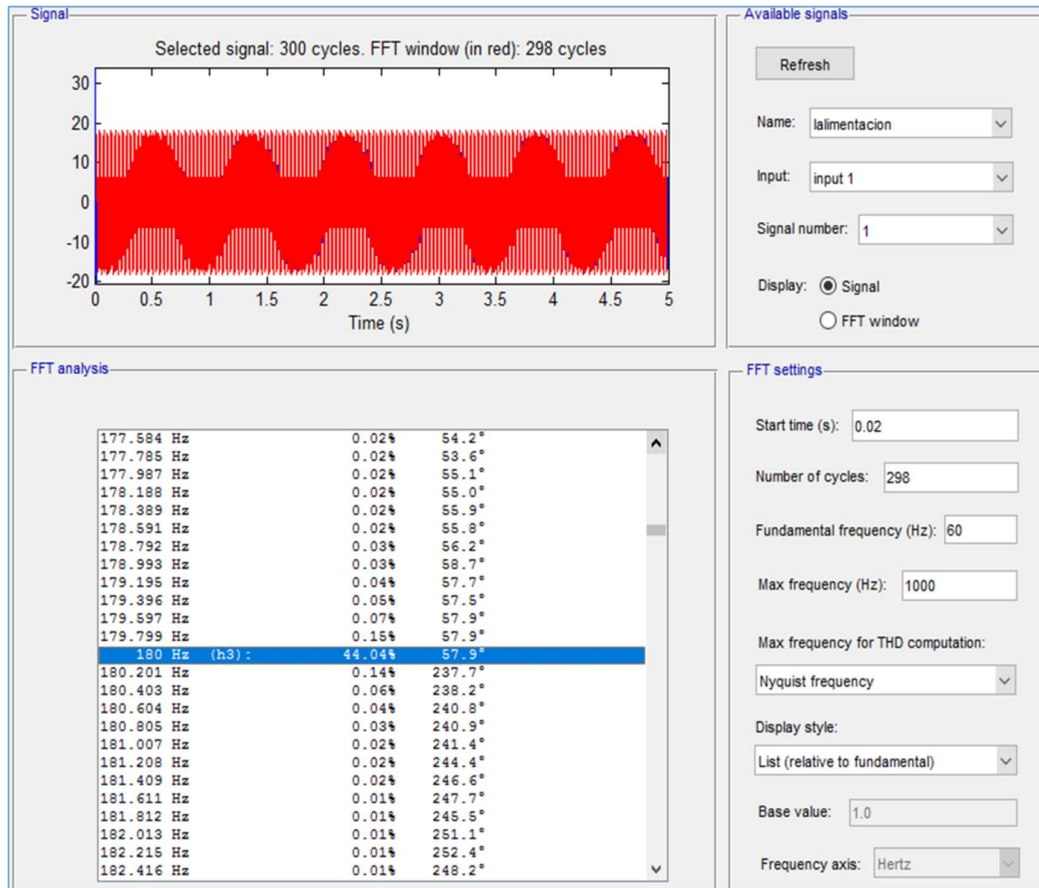 Signal
Selected signal: 300 cycles. FFT window (in red): 298 cycles
30
20
10
0
-10
-20
0 0.5 1 1.5 2 2.5 3 3.5 4 4.5 5
Time (s)
Available signals
Refresh
Name: Ialimentacion
Input: input 1
Signal number: 1
Display: Signal
FFT window
FFT analysis
177.584 Hz 0.02% 54.2°
177.785 Hz 0.02% 53.6°
177.987 Hz 0.02% 55.1°
178.188 Hz 0.02% 55.0°
178.389 Hz 0.02% 55.9°
178.591 Hz 0.02% 55.8°
178.792 Hz 0.03% 56.2°
178.993 Hz 0.03% 58.7°
179.195 Hz 0.04% 57.7°
179.396 Hz 0.05% 57.5°
179.597 Hz 0.07% 57.9°
179.799 Hz 0.15% 57.9°
180 Hz (h3): 44.04% 57.9°
180.201 Hz 0.14% 237.7°
180.403 Hz 0.06% 238.2°
180.604 Hz 0.04% 240.8°
180.805 Hz 0.03% 240.9°
181.007 Hz 0.02% 241.4°
181.208 Hz 0.02% 244.4°
181.409 Hz 0.02% 246.6°
181.611 Hz 0.01% 247.7°
181.812 Hz 0.01% 245.5°
182.013 Hz 0.01% 251.1°
182.215 Hz 0.01% 252.4°
182.416 Hz 0.01% 248.2°
FFT settings
Start time (s): 0.02
Number of cycles: 298
Fundamental frequency (Hz): 60
Max frequency (Hz): 1000
Max frequency for THD computation:
Nyquist frequency
Display style:
List (relative to fundamental)
Base value: 1.0
Frequency axis: Hertz